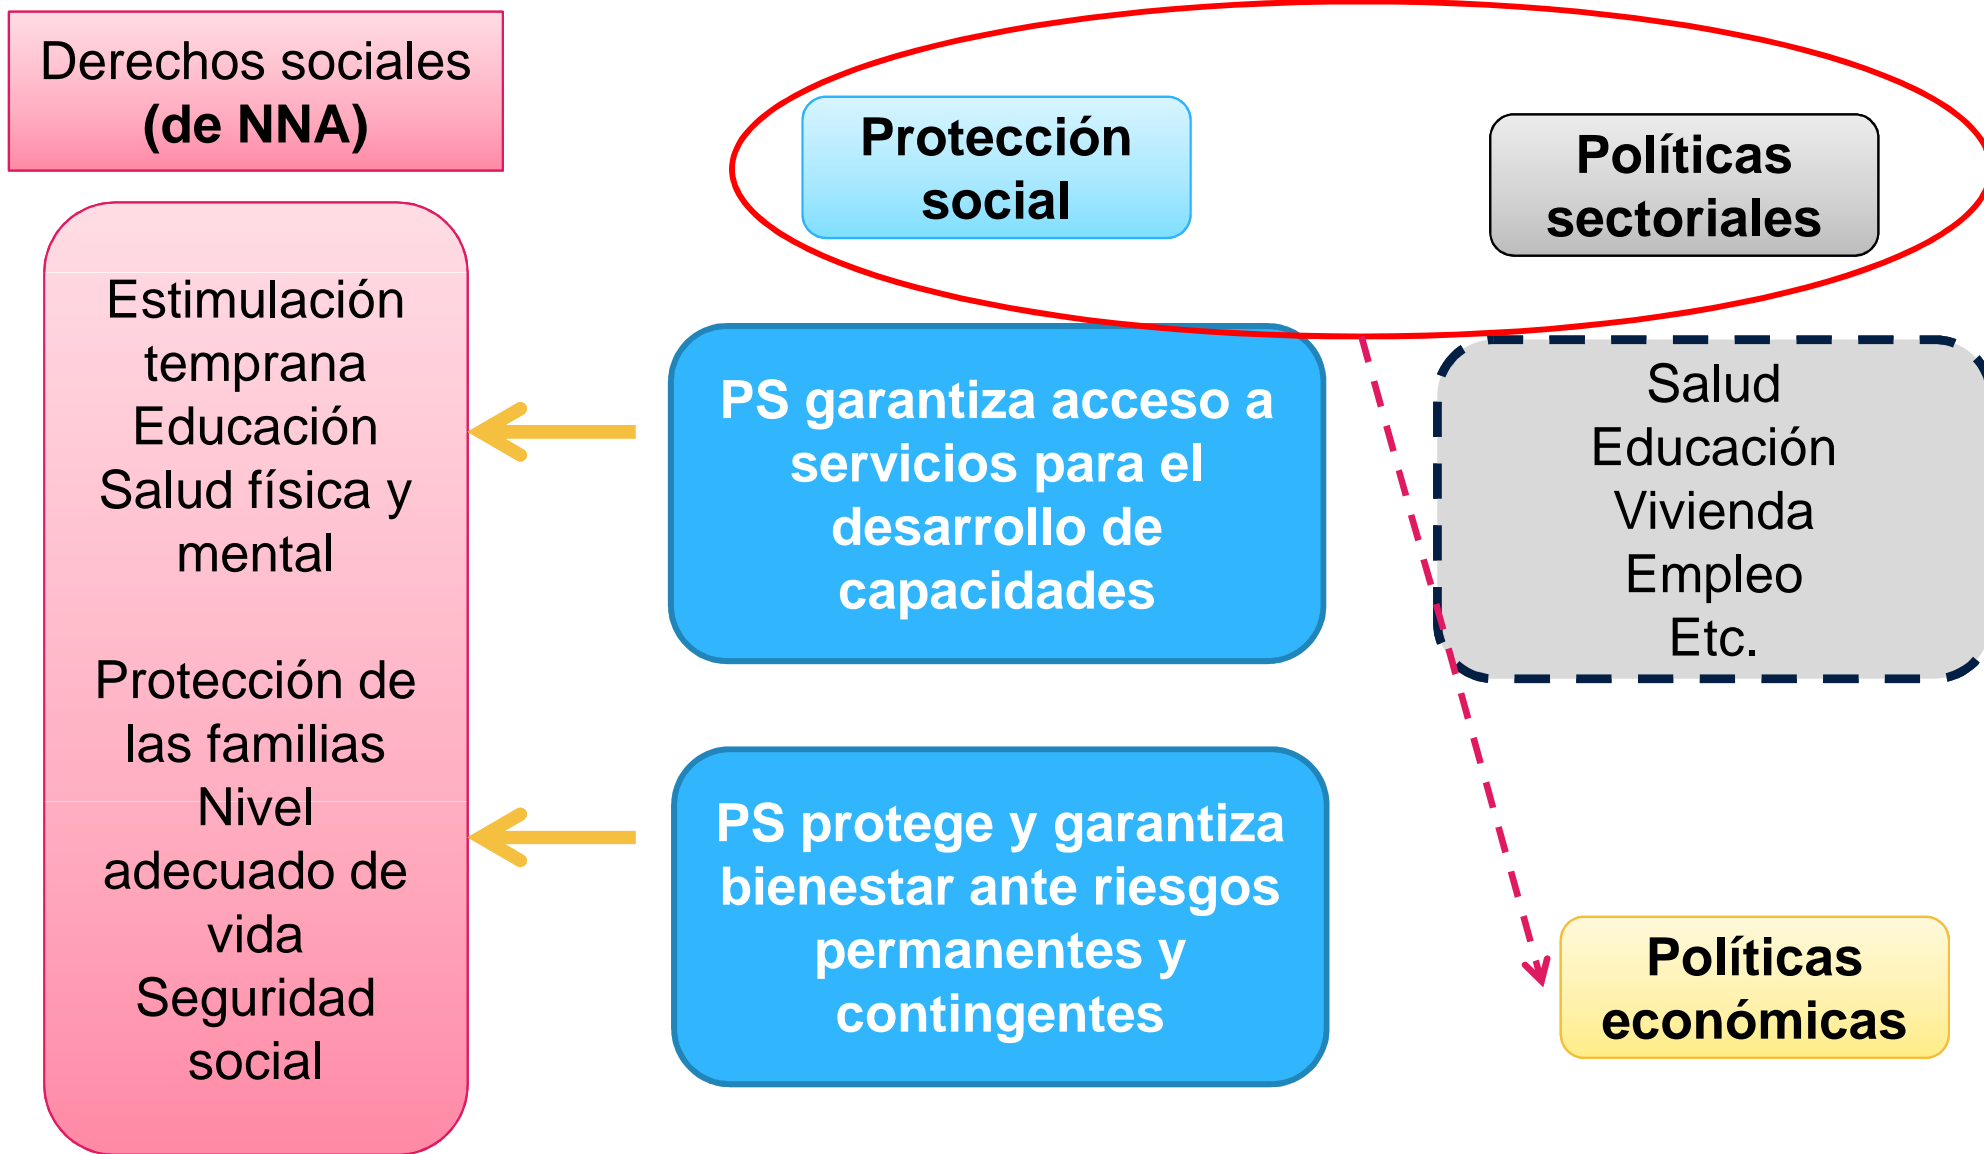 Derechos sociales
(de NNA)
Estimulación
temprana
Educación
Salud física y
mental
Protección de
las familias
Nivel
adecuado de
vida
Seguridad
social
Protección
social
Políticas
sectoriales
PS garantiza acceso a
servicios para el
desarrollo de
capacidades
Salud
Educación
Vivienda
Empleo
Etc.
PS protege y garantiza
bienestar ante riesgos
permanentes y
contingentes
Políticas
económicas